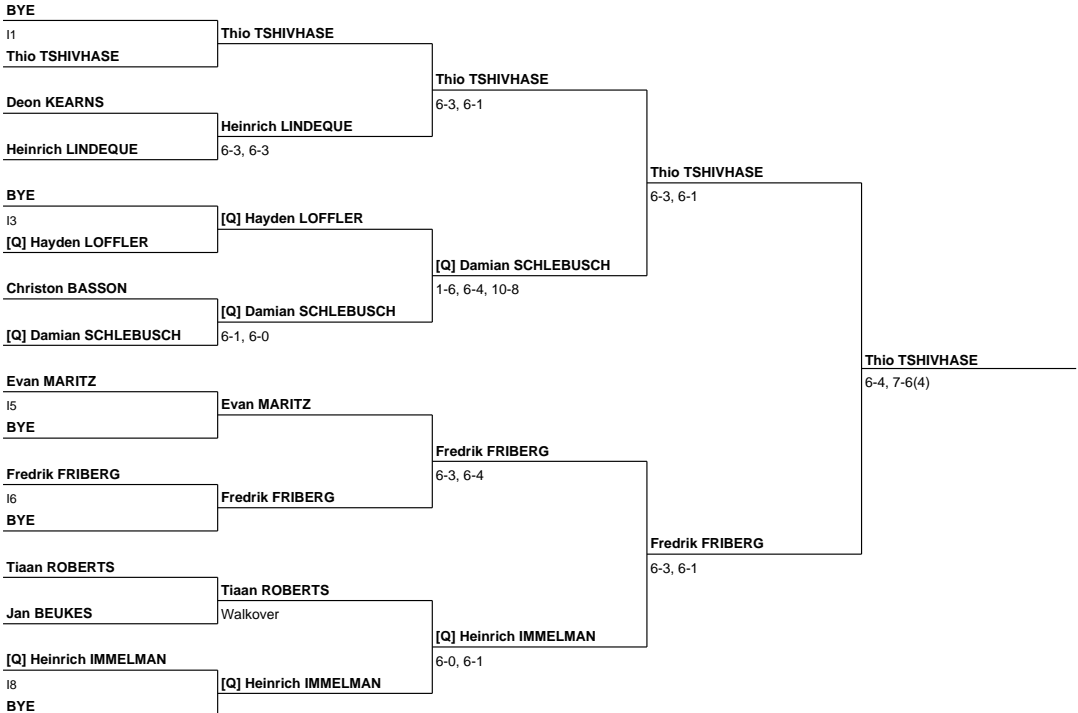 BYE
I1
Thio TSHIVHASE
Deon KEARNS
Heinrich LINDEQUE
BYE
I3
[Q] Hayden LOFFLER
Christon BASSON
[Q] Damian SCHLEBUSCH
Evan MARITZ
I5
BYE
Fredrik FRIBERG
I6
BYE
Tiaan ROBERTS
Jan BEUKES
[Q] Heinrich IMMELMAN
I8
BYE
Thio TSHIVHASE
Heinrich LINDEQUE
6-3, 6-3
[Q] Hayden LOFFLER
[Q] Damian SCHLEBUSCH
6-1, 6-0
Evan MARITZ
Fredrik FRIBERG
Tiaan ROBERTS
Walkover
[Q] Heinrich IMMELMAN
Thio TSHIVHASE
6-3, 6-1
[Q] Damian SCHLEBUSCH
1-6, 6-4, 10-8
Fredrik FRIBERG
6-3, 6-4
[Q] Heinrich IMMELMAN
6-0, 6-1
Thio TSHIVHASE
6-3, 6-1
Fredrik FRIBERG
6-3, 6-1
Thio TSHIVHASE
6-4, 7-6(4)